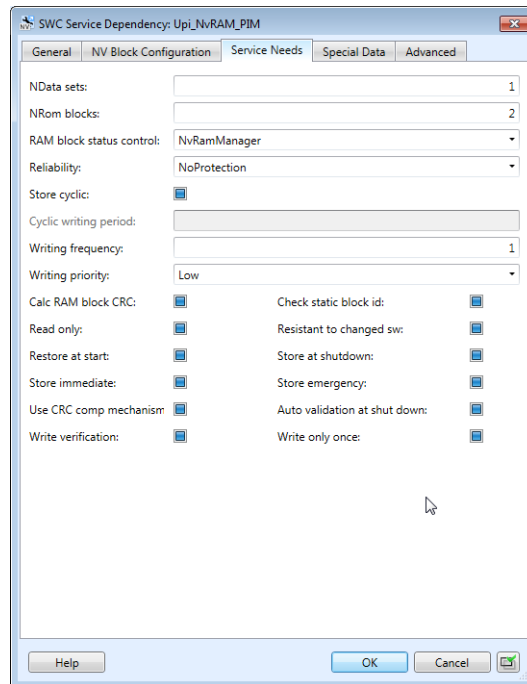 SWC Service Dependency: Upi_NvRAM_PIM
General NV Block Configuration Service Needs Special Data Advanced
NData sets: 1
NRom blocks: 2
RAM block status control: NvRamManager
Reliability: NoProtection
Store cyclic:
Cyclic writing period:
Writing frequency: 1
Writing priority: Low
Calc RAM block CRC: Check static block id:
Read only: Resistant to changed sw:
Restore at start: Store at shutdown:
Store immediate: Store emergency:
Use CRC comp mechanism Auto validation at shut down:
Write verification: Write only once:
Help OK Cancel